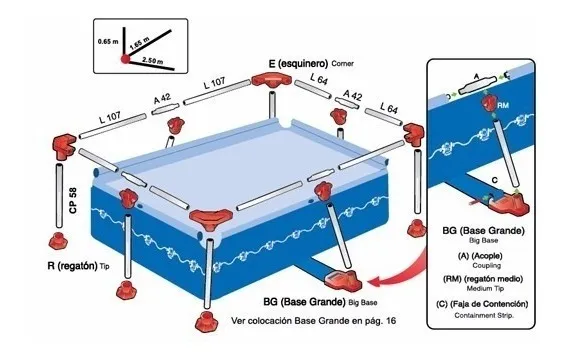 0.65 m
1.65 m
2.50 m
E (esquinero) Corner
L 107
A 42
L 107
L 64
A 42
L 64
CP 58
R (regatón) Tip
BG (Base Grande) Big Base
Ver colocación Base Grande en pág. 16
A
RM
C
BG (Base Grande)
Big Base
(A) (Acople)
Coupling
(RM) (regatón medio)
Medium Tip
(C) (Faja de Contención)
Containment Strip.